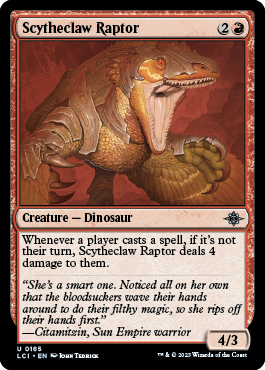 Scytheclaw Raptor 2
Creature — Dinosaur
Whenever a player casts a spell, if it's not
their turn, Scytheclaw Raptor deals 4
damage to them.
"She's a smart one. Noticed all on her own
that the bloodsuckers wave their hands
around to do their filthy magic, so she rips off
their hands first."
—Citamitzin, Sun Empire warrior
4/3
U 0165
LCI • EN JOHN TEDRICK
™ & © 2023 Wizards of the Coast